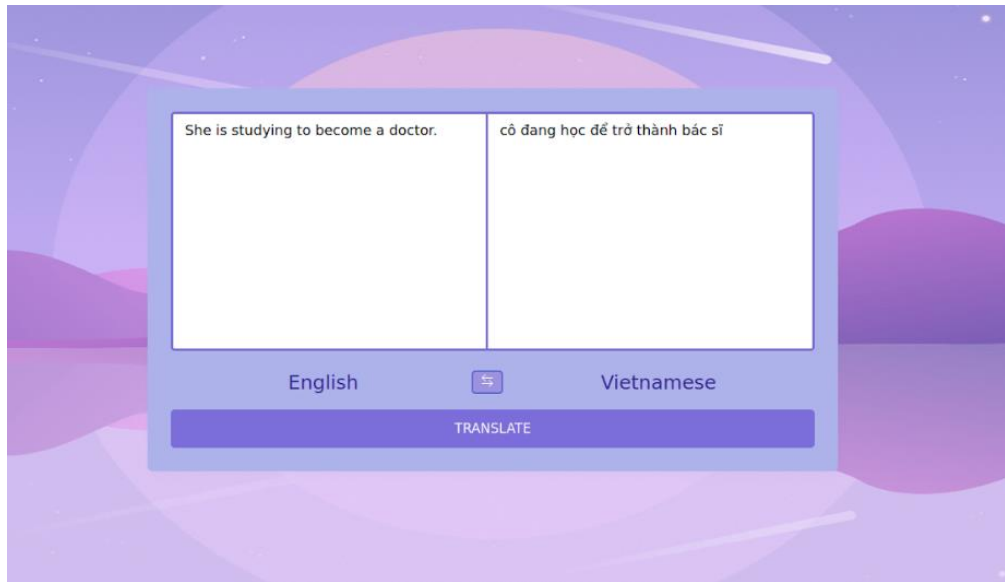 She is studying to become a doctor.
cô đang học để trở thành bác sĩ
English
Vietnamese
TRANSLATE